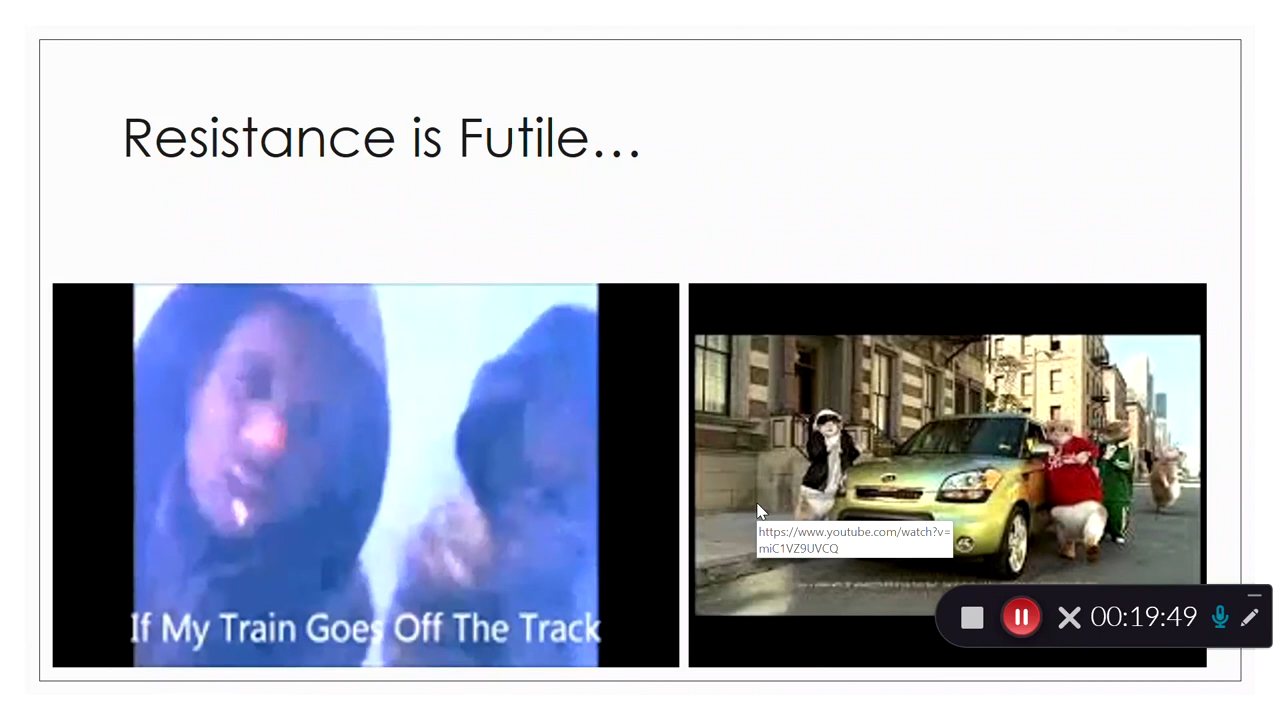 Resistance is Futile...
If My Train Goes Off The Track
https://www.youtube.com/watch?v=
miC1VZ9UVCQ
00:19:49